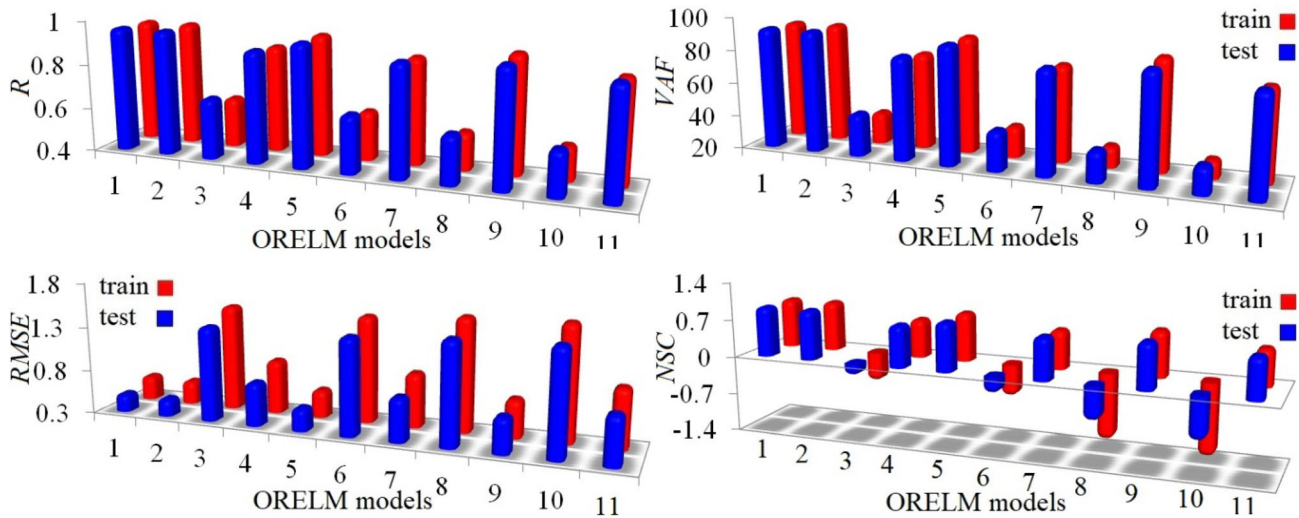 1
0.8
0.6
0.4
R
1 2 3 4 5 6 7 8 9 10 11
ORELM models
100
80
60
40
20
VAF
train
test
1 2 3 4 5 6 7 8 9 10 11
ORELM models
1.8
1.3
0.8
0.3
RMSE
train
test
1 2 3 4 5 6 7 8 9 10 11
ORELM models
1.4
0.7
0
-0.7
-1.4
NSC
train
test
1 2 3 4 5 6 7 8 9 10 11
ORELM models